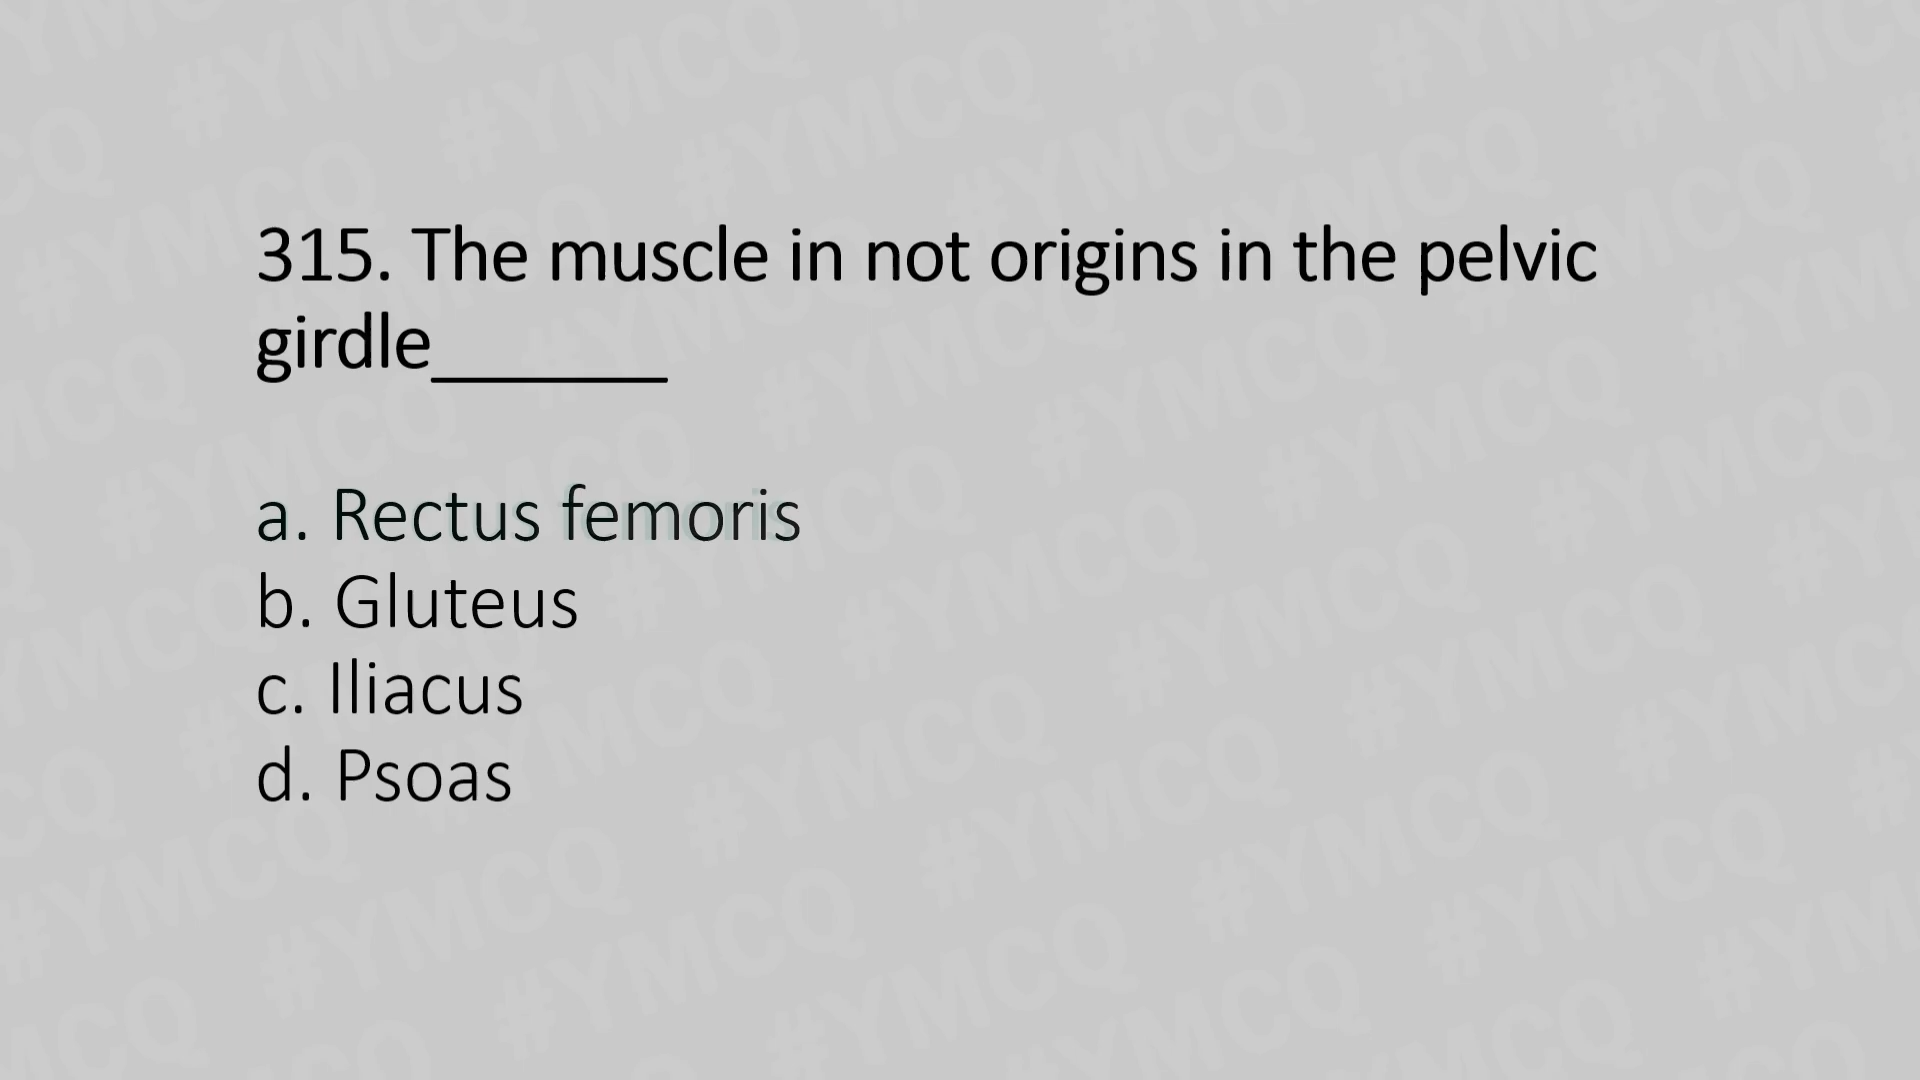 315. The muscle in not origins in the pelvic
girdle______
a. Rectus femoris
b. Gluteus
c. Iliacus
d. Psoas